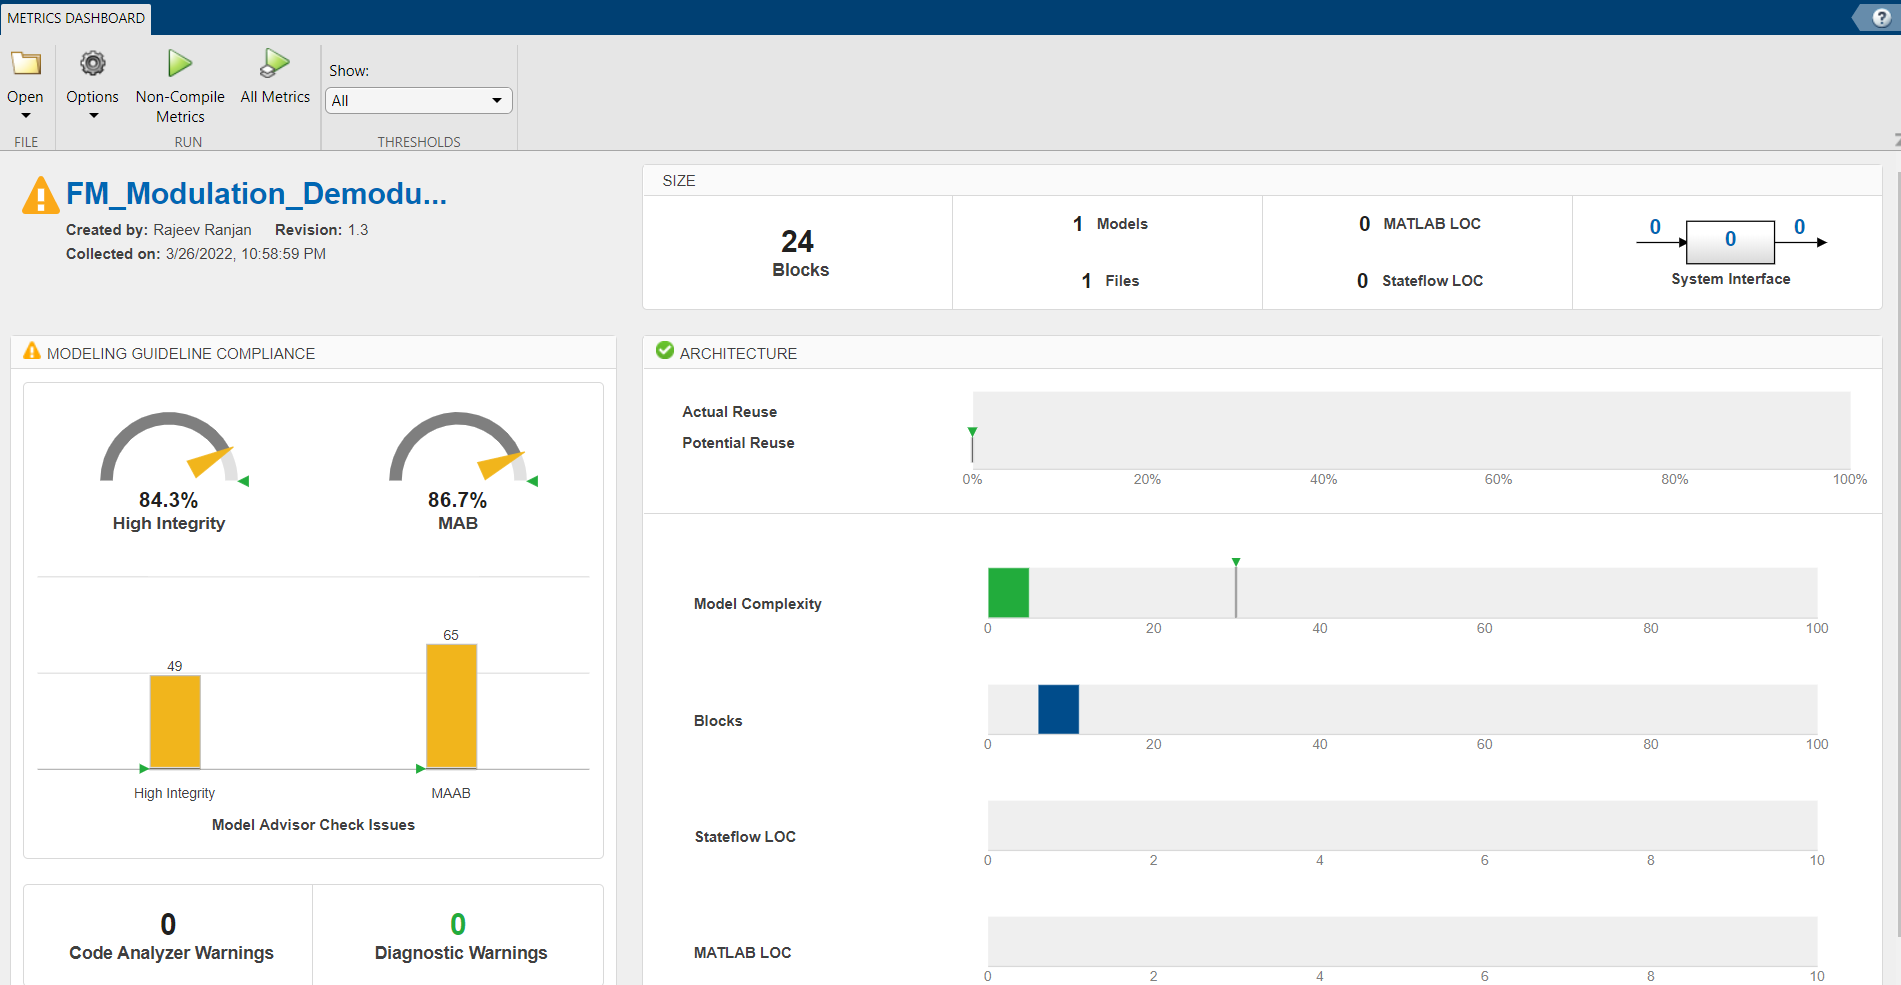 METRICS DASHBOARD
?
Open
Options
Non-Compile
Metrics
All Metrics
Show:
All
FILE
RUN
THRESHOLDS
FM_Modulation_Demodu...
Created by: Rajeev Ranjan Revision: 1.3
Collected on: 3/26/2022, 10:58:59 PM
SIZE
24
Blocks
1 Models
1 Files
0 MATLAB LOC
0 Stateflow LOC
0 0 0
System Interface
MODELING GUIDELINE COMPLIANCE
84.3%
High Integrity
86.7%
MAB
49
65
High Integrity
MAAB
Model Advisor Check Issues
0
Code Analyzer Warnings
0
Diagnostic Warnings
ARCHITECTURE
Actual Reuse
Potential Reuse
0% 20% 40% 60% 80% 100%
Model Complexity
0 20 40 60 80 100
Blocks
0 20 40 60 80 100
Stateflow LOC
0 2 4 6 8 10
MATLAB LOC
0 2 4 6 8 10